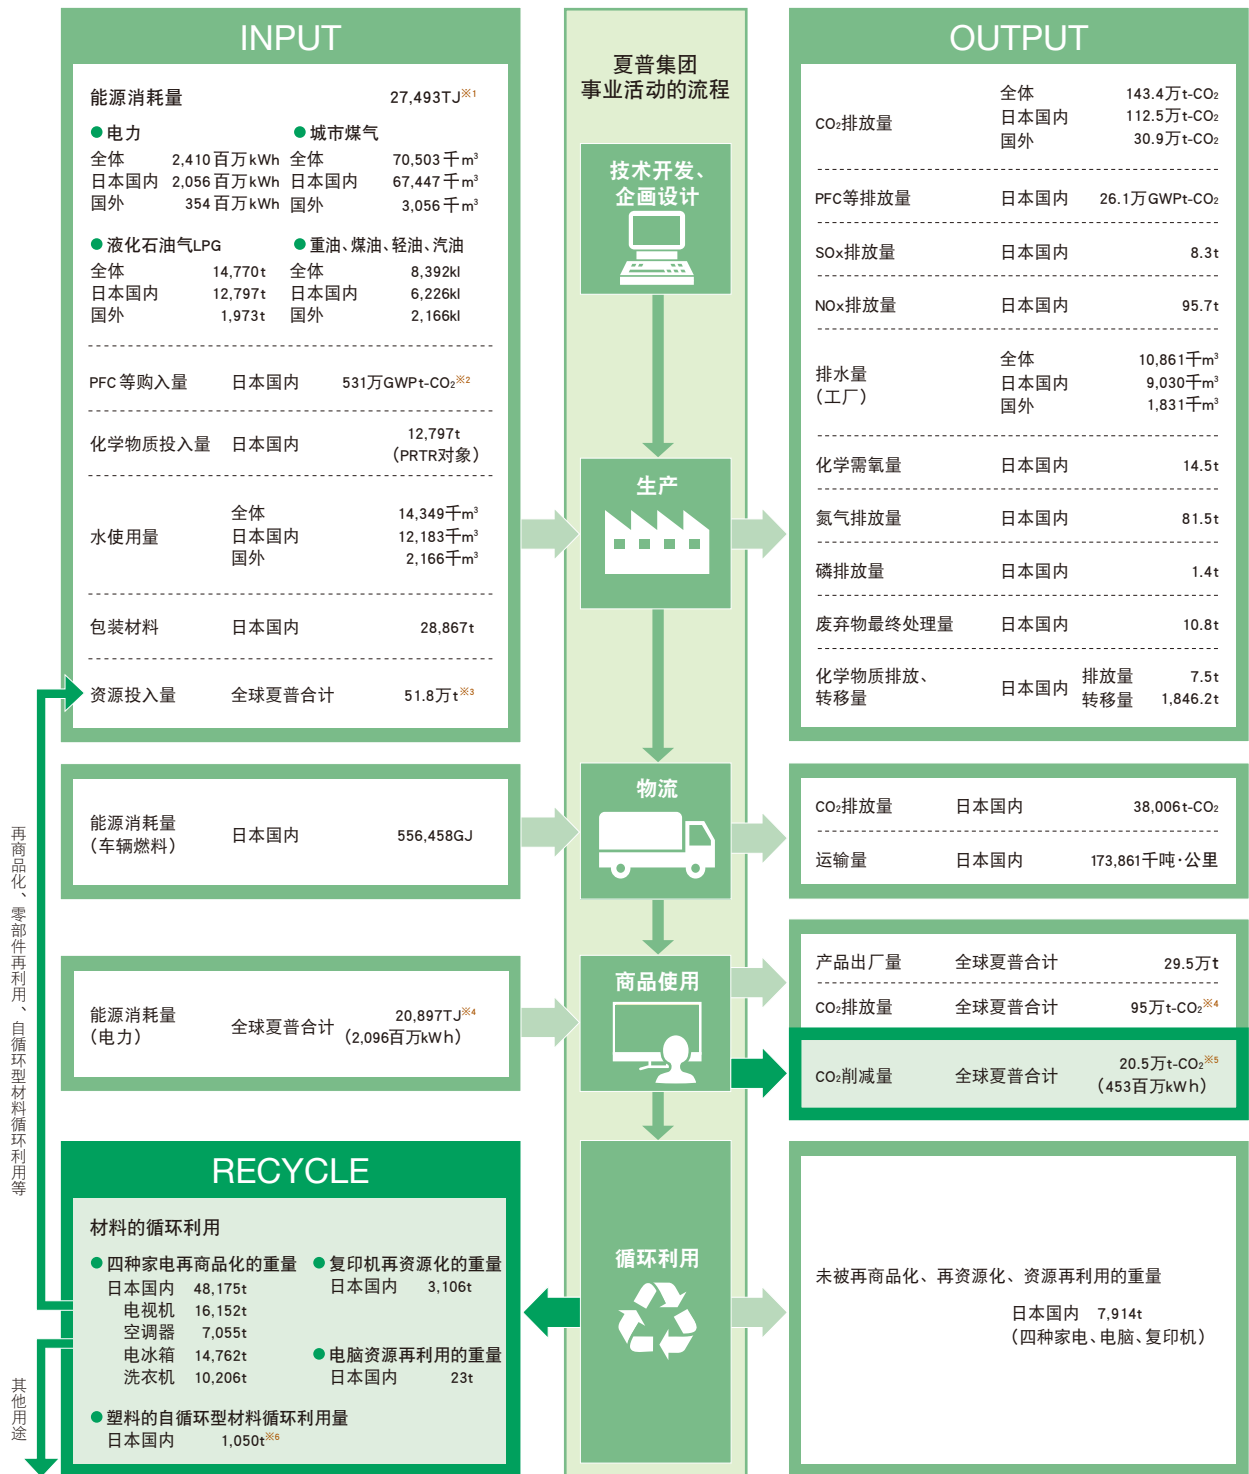 INPUT
能源消耗量 27,493TJ※1
●电力
全体 2,410百万kWh
日本国内 2,056百万kWh
国外 354百万kWh
●城市煤气
全体 70,503千m³
日本国内 67,447千m³
国外 3,056千m³
●液化石油气LPG
全体 14,770t
日本国内 12,797t
国外 1,973t
●重油、煤油、轻油、汽油
全体 8,392kl
日本国内 6,226kl
国外 2,166kl
PFC等购入量 日本国内 531万GWPt-CO₂※2
化学物质投入量 日本国内 12,797t
(PRTR对象)
水使用量
全体 14,349千m³
日本国内 12,183千m³
国外 2,166千m³
包装材料 日本国内 28,867t
资源投入量 全球夏普合计 51.8万t※3
能源消耗量
(车辆燃料)
日本国内 556,458GJ
能源消耗量
(电力)
全球夏普合计 20,897TJ※4
(2,096百万kWh)
夏普集团
事业活动的流程
技术开发、
企画设计
生产
物流
商品使用
循环利用
OUTPUT
CO₂排放量
全体 143.4万t-CO₂
日本国内 112.5万t-CO₂
国外 30.9万t-CO₂
PFC等排放量 日本国内 26.1万GWPt-CO₂
SOx排放量 日本国内 8.3t
NOx排放量 日本国内 95.7t
排水量
(工厂)
全体 10,861千m³
日本国内 9,030千m³
国外 1,831千m³
化学需氧量 日本国内 14.5t
氮气排放量 日本国内 81.5t
磷排放量 日本国内 1.4t
废弃物最终处理量 日本国内 10.8t
化学物质排放、
转移量
日本国内
排放量 7.5t
转移量 1,846.2t
CO₂排放量 日本国内 38,006t-CO₂
运输量 日本国内 173,861千吨·公里
产品出厂量 全球夏普合计 29.5万t
CO₂排放量 全球夏普合计 95万t-CO₂※4
CO₂削减量 全球夏普合计 20.5万t-CO₂※5
(453百万kWh)
未被再商品化、再资源化、资源再利用的重量
日本国内 7,914t
(四种家电、电脑、复印机)
RECYCLE
材料的循环利用
●四种家电再商品化的重量
日本国内 48,175t
电视机 16,152t
空调器 7,055t
电冰箱 14,762t
洗衣机 10,206t
●复印机再资源化的重量
日本国内 3,106t
●电脑资源再利用的重量
日本国内 23t
●塑料的自循环型材料循环利用量
日本国内 1,050t※6
再商品化、零部件再利用、自循环型材料循环利用等
其他用途